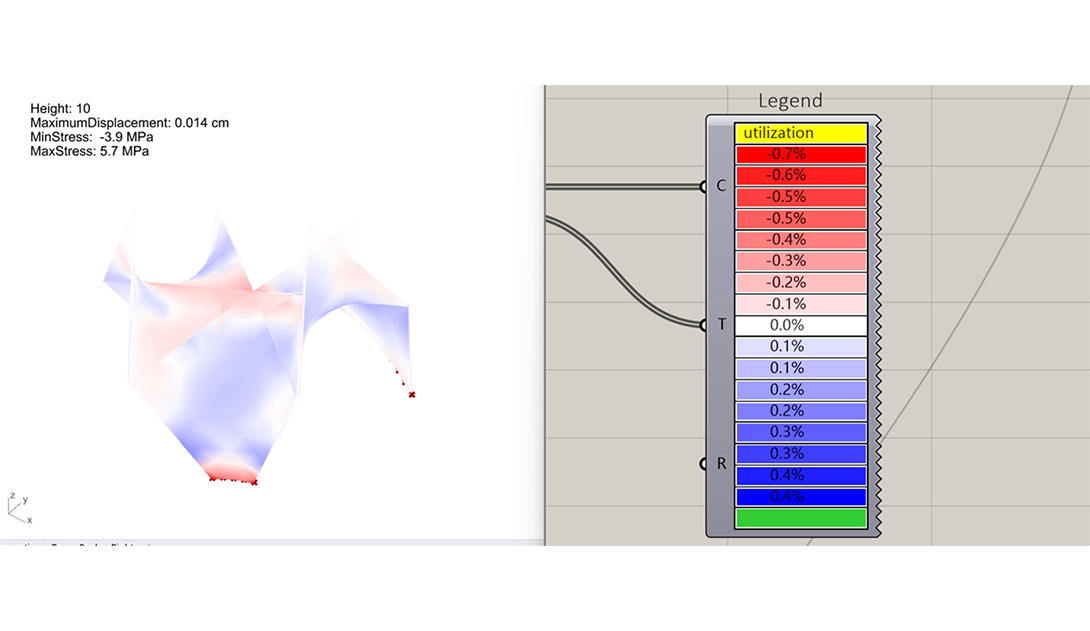 Height: 10
MaximumDisplacement: 0.014 cm
MinStress: -3.9 MPa
MaxStress: 5.7 MPa
z
y
x
Legend
utilization
-0.7%
-0.6%
-0.5%
-0.5%
-0.4%
-0.3%
-0.2%
-0.1%
0.0%
0.1%
0.1%
0.2%
0.2%
0.3%
0.3%
0.4%
0.4%
C
T
R